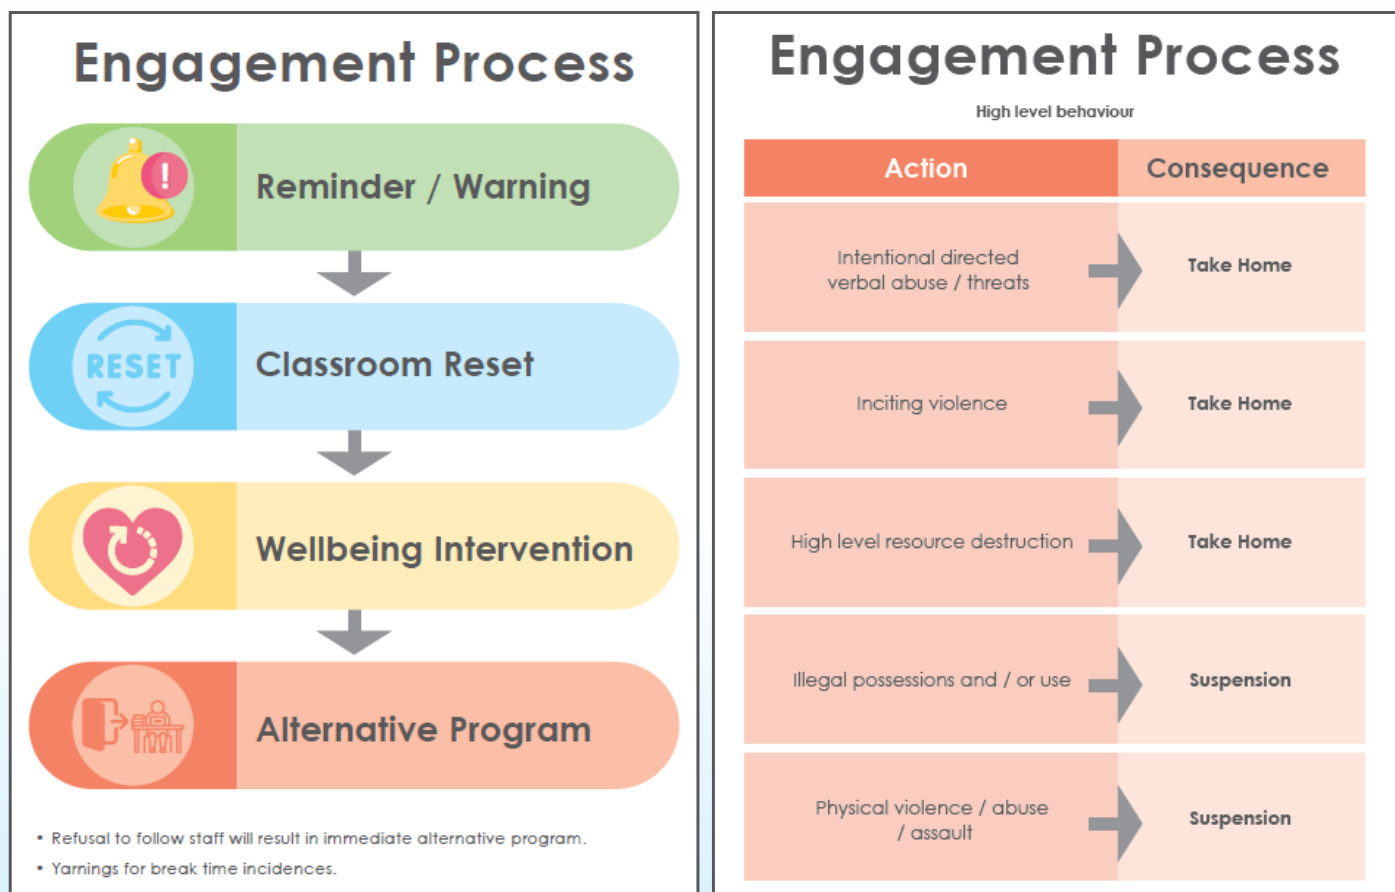 Engagement Process
Reminder / Warning
RESET
Classroom Reset
Wellbeing Intervention
Alternative Program
• Refusal to follow staff will result in immediate alternative program.
• Yarnings for break time incidences.
Engagement Process
High level behaviour
Action
Consequence
Intentional directed
verbal abuse / threats
Take Home
Inciting violence
Take Home
High level resource destruction
Take Home
Illegal possessions and / or use
Suspension
Physical violence / abuse
/ assault
Suspension